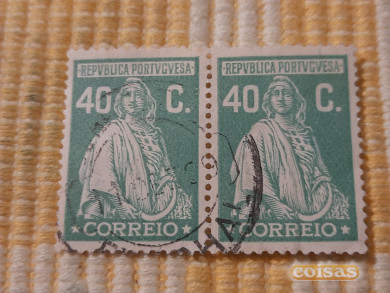 REPVBLICA PORTVGVESA
40 C.
CORREIO
REPVBLICA PORTVGVESA
40 C.
CORREIO
coisas